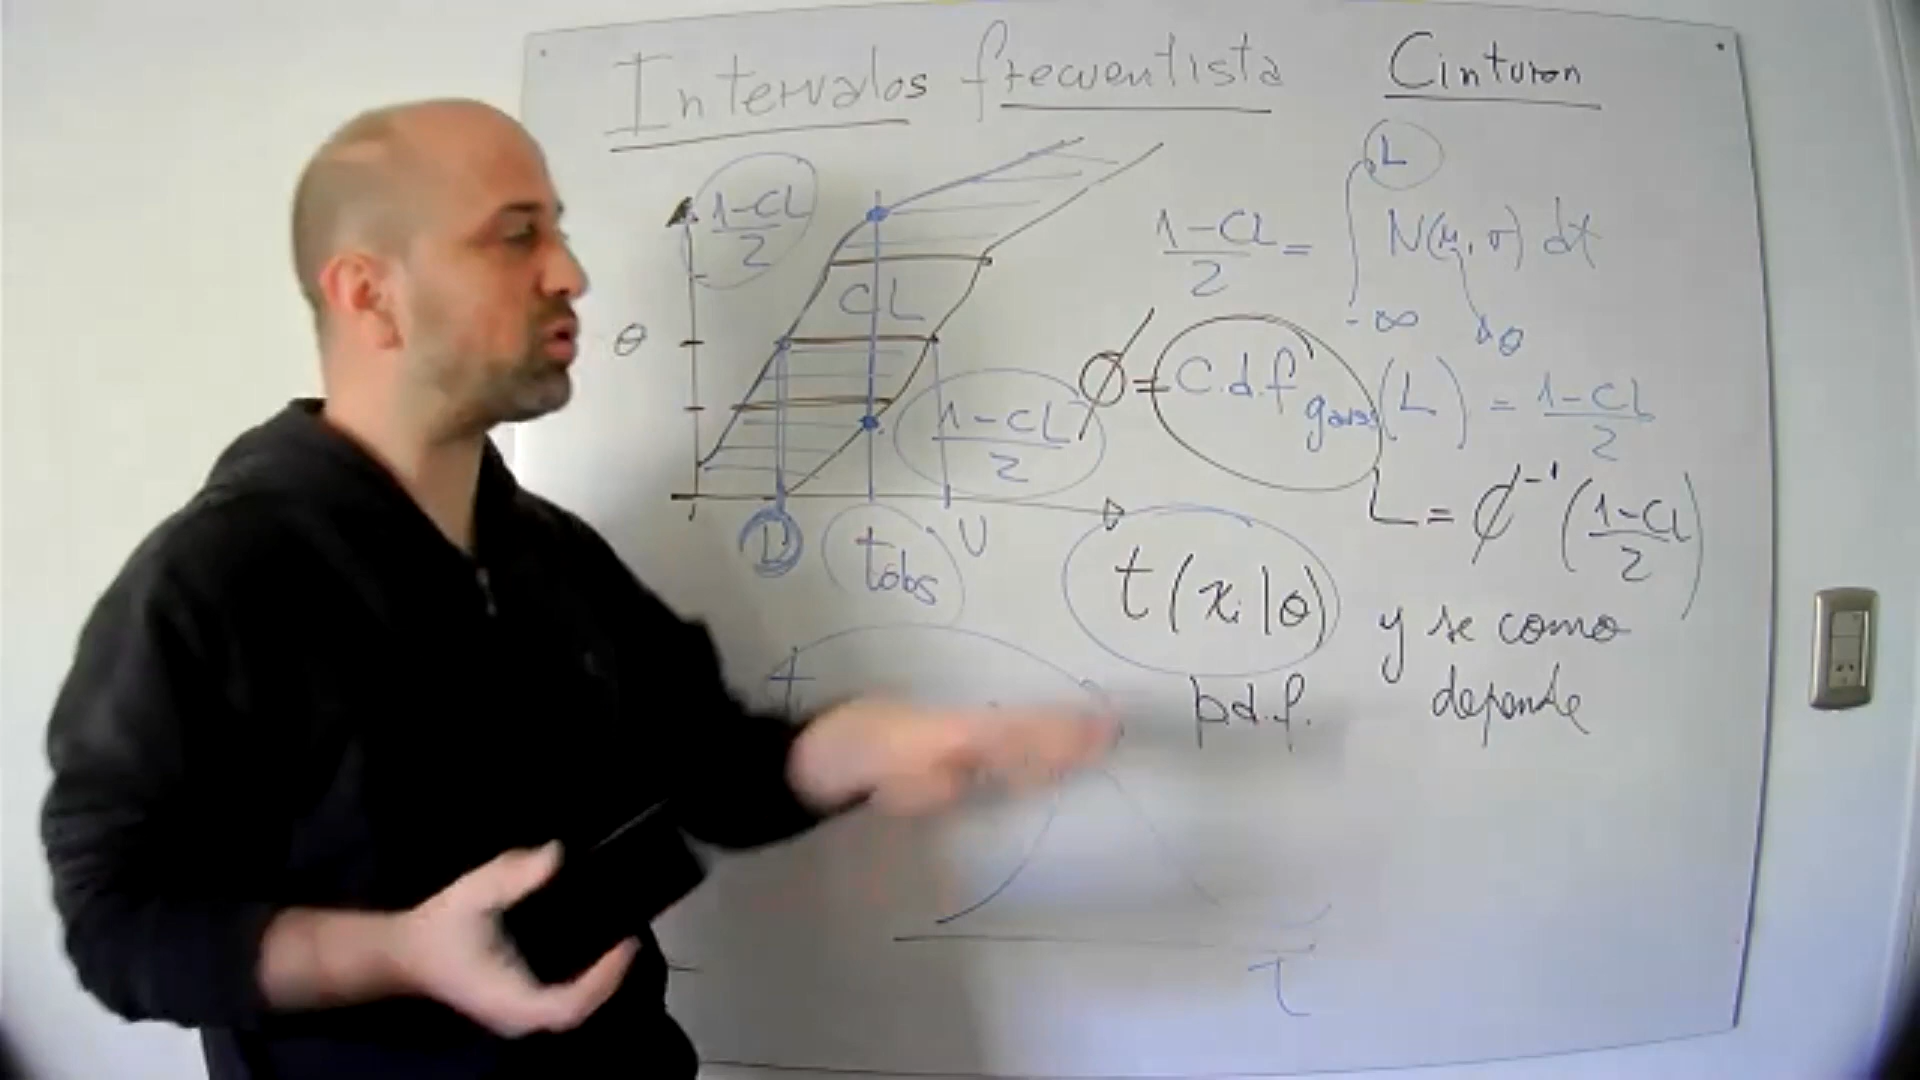 Intervalos frecuentista
Cinturon
1-CL
2
CL
θ
1-CL
2
L
tobs
U
t(xi|θ)
p.d.f.
t
1-CL/2 = ∫ -∞ L N(μ, σ) dt
θ
ϕ = c.d.f gauss (L) = 1-CL/2
L = ϕ⁻¹ (1-CL/2)
y se como
depende